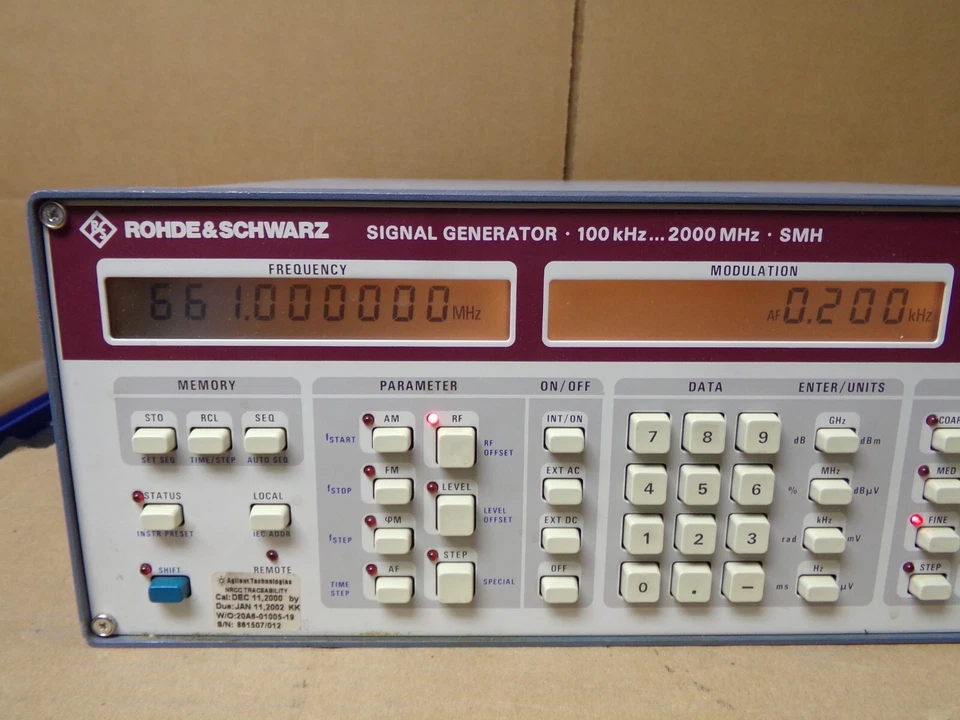 R S
ROHDE&SCHWARZ
SIGNAL GENERATOR · 100 kHz...2000 MHz · SMH
FREQUENCY
MODULATION
661.000000 MHz
AF 0.200 kHz
MEMORY
PARAMETER
ON/OFF
DATA
ENTER/UNITS
STO RCL SEQ
SET SEQ TIME/STEP AUTO SEQ
STATUS LOCAL
INSTR PRESET IEC ADDR
REMOTE
SHIFT
Agilent Technologies
NRCC TRACEABILITY
Cal: DEC 11,2000 by
Due: JAN 11,2002 KK
W/O: 20A6-01005-19
S/N: 861507/012
fSTART AM RF RF OFFSET
fSTOP FM LEVEL LEVEL OFFSET
fSTEP ΦM STEP SPECIAL
TIME STEP AF
INT/ON
EXT AC
EXT DC
OFF
7 8 9
4 5 6
1 2 3
0 . –
dB GHz dBm
% MHz dBμV
rad kHz mV
ms Hz μV
COAR
MED
FINE
STEP